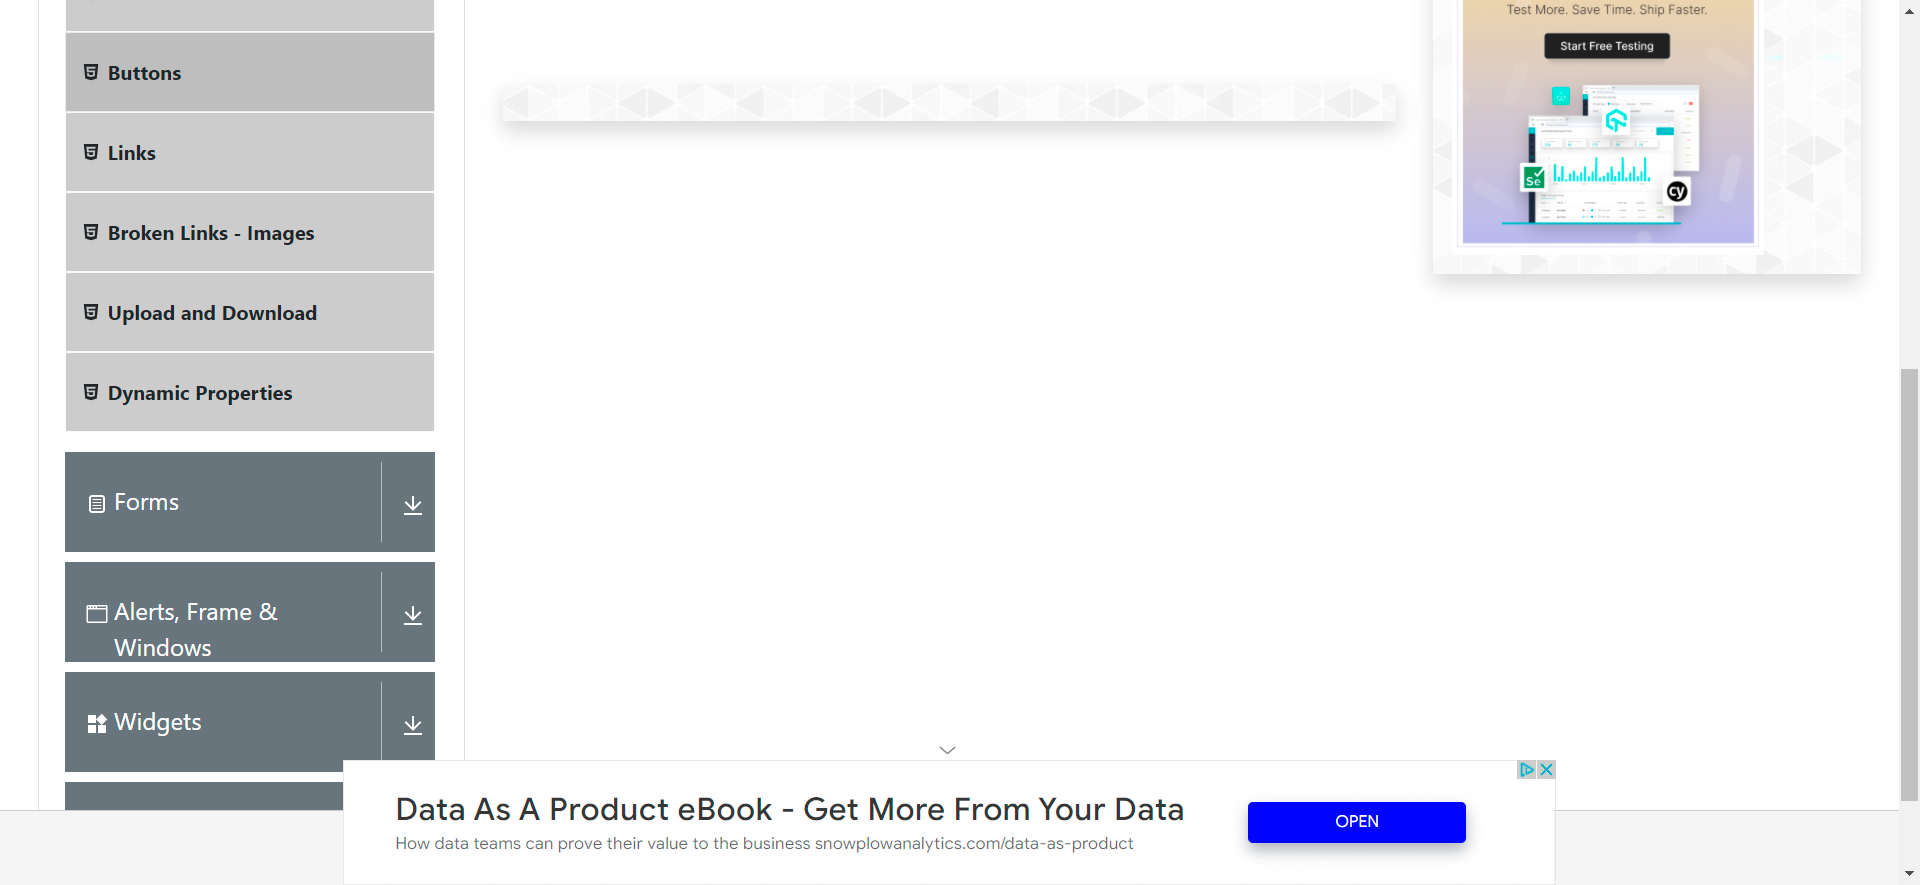 Buttons
Links
Broken Links - Images
Upload and Download
Dynamic Properties
Forms
Alerts, Frame &
Windows
Widgets
Test More. Save Time. Ship Faster.
Start Free Testing
Se
cy
Data As A Product eBook - Get More From Your Data
How data teams can prove their value to the business snowplowanalytics.com/data-as-product
OPEN